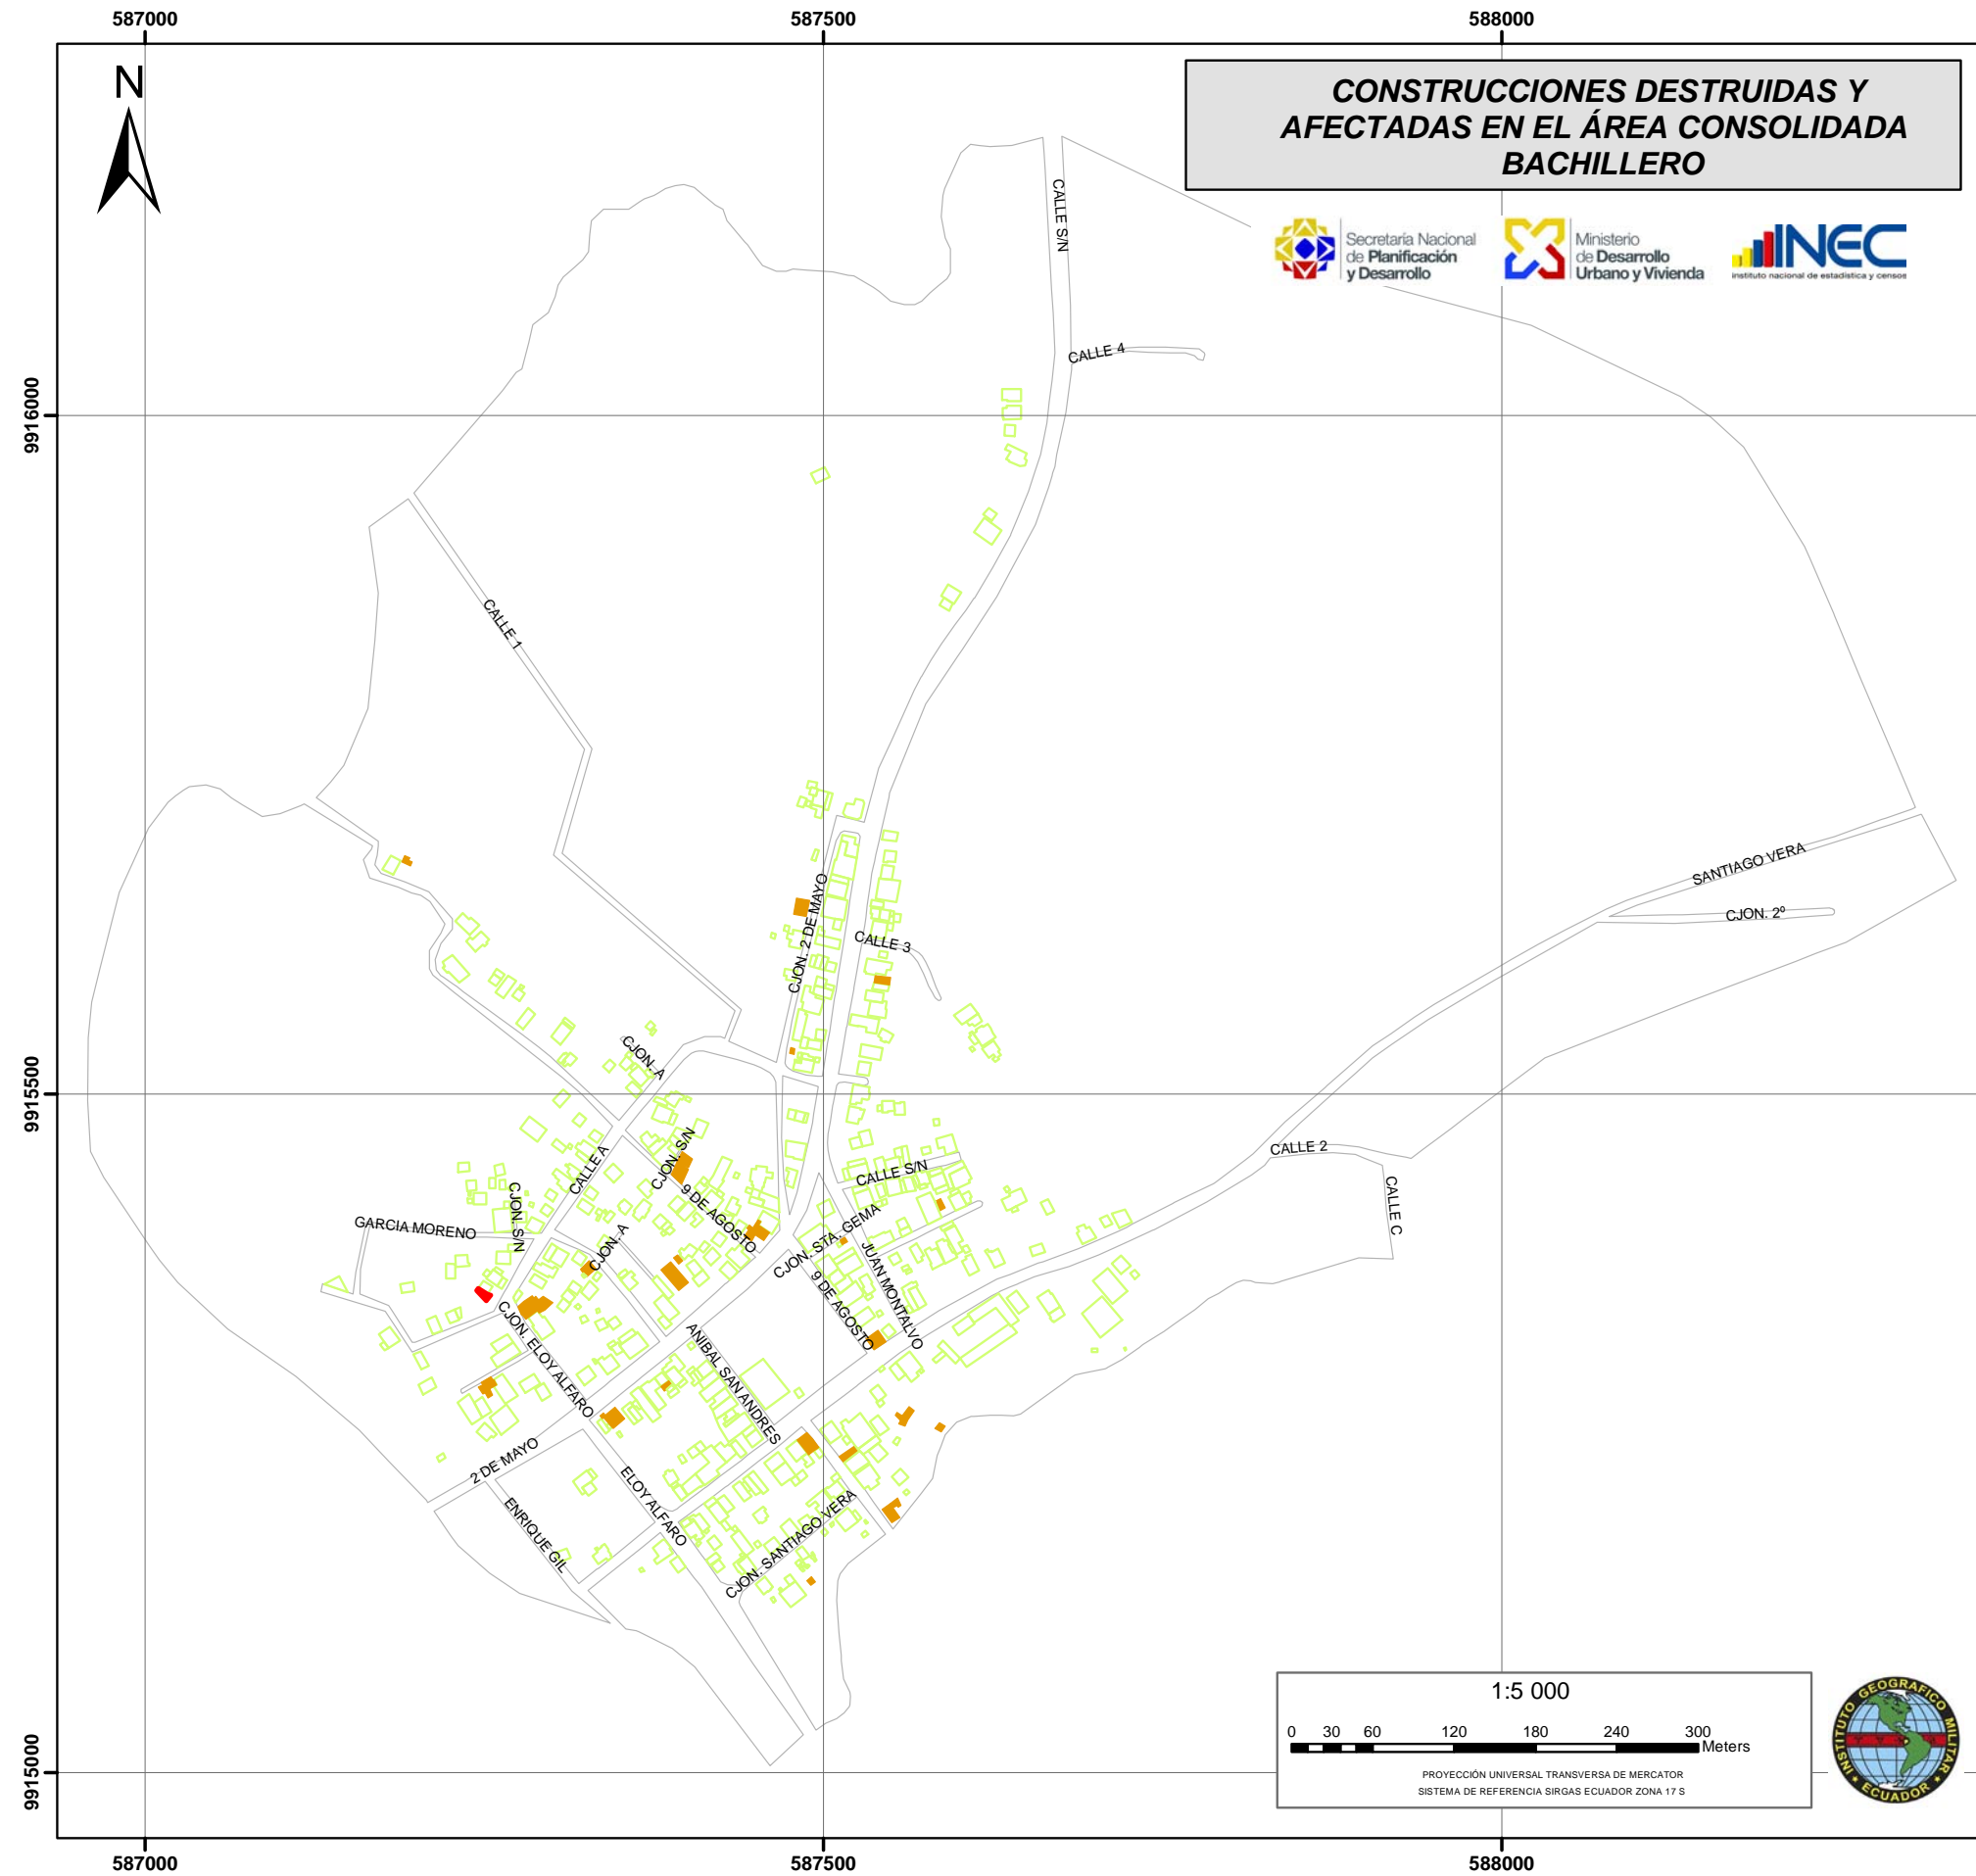 587000
587500
588000
N
CONSTRUCCIONES DESTRUIDAS Y
AFECTADAS EN EL ÁREA CONSOLIDADA
BACHILLERO
Secretaría Nacional
de Planificación
y Desarrollo
Ministerio
de Desarrollo
Urbano y Vivienda
INEC
instituto nacional de estadística y censos
CALLE S/N
CALLE 4
9916000
CALLE 1
SANTIAGO VERA
CJON. 2º
CJON. 2 DE MAYO
CALLE 3
CJON. A
9915500
CALLE 2
CALLE C
CJON. S/N
CALLE A
CALLE S/N
9 DE AGOSTO
CJON. S/N
GARCIA MORENO
CJON. A
CJON. STA. GEMA
JUAN MONTALVO
9 DE AGOSTO
CJON. ELOY ALFARO
ANIBAL SAN ANDRES
2 DE MAYO
ELOY ALFARO
ENRIQUE GIL
CJON. SANTIAGO VERA
9915000
1:5 000
0 30 60 120 180 240 300
Meters
PROYECCIÓN UNIVERSAL TRANSVERSA DE MERCATOR
SISTEMA DE REFERENCIA SIRGAS ECUADOR ZONA 17 S
INSTITUTO GEOGRAFICO MILITAR
ECUADOR
587000
587500
588000